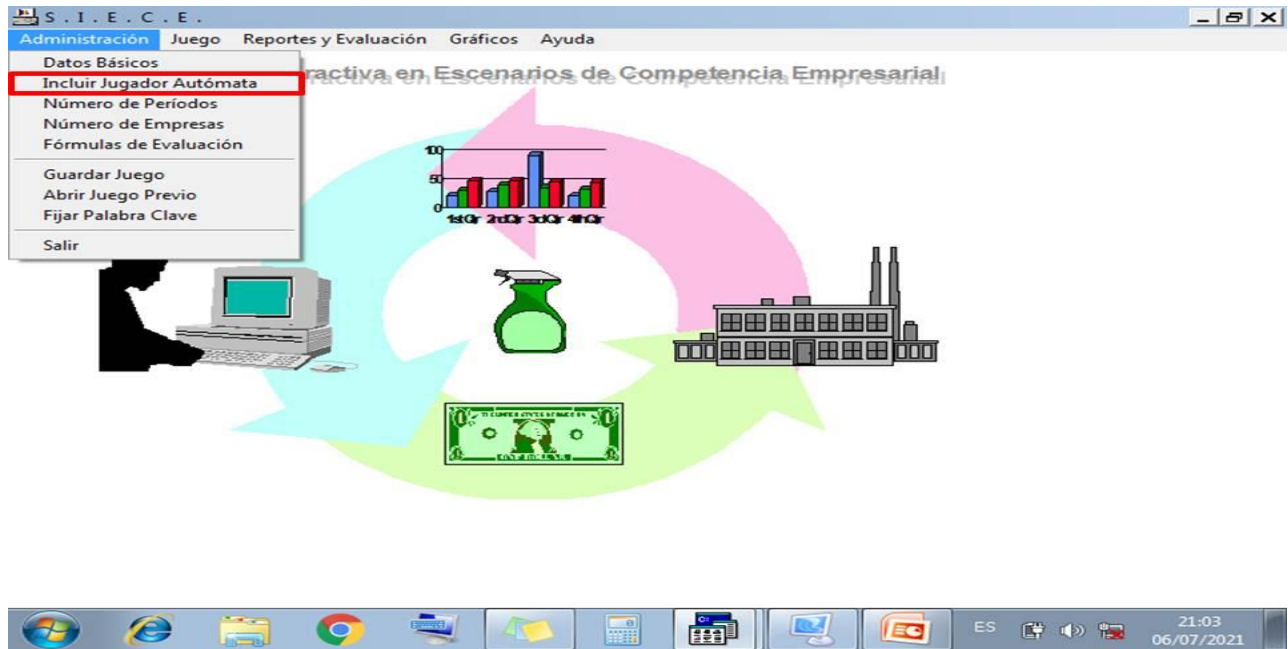 S.I.E.C.E.
Administración Juego Reportes y Evaluación Gráficos Ayuda
Datos Básicos
Incluir Jugador Autómata
Número de Períodos
Número de Empresas
Fórmulas de Evaluación
Guardar Juego
Abrir Juego Previo
Fijar Palabra Clave
Salir
ractiva en Escenarios de Competencia Empresarial
100
50
0
1st Qtr 2nd Qtr 3rd Qtr 4th Qtr
ES
21:03
06/07/2021